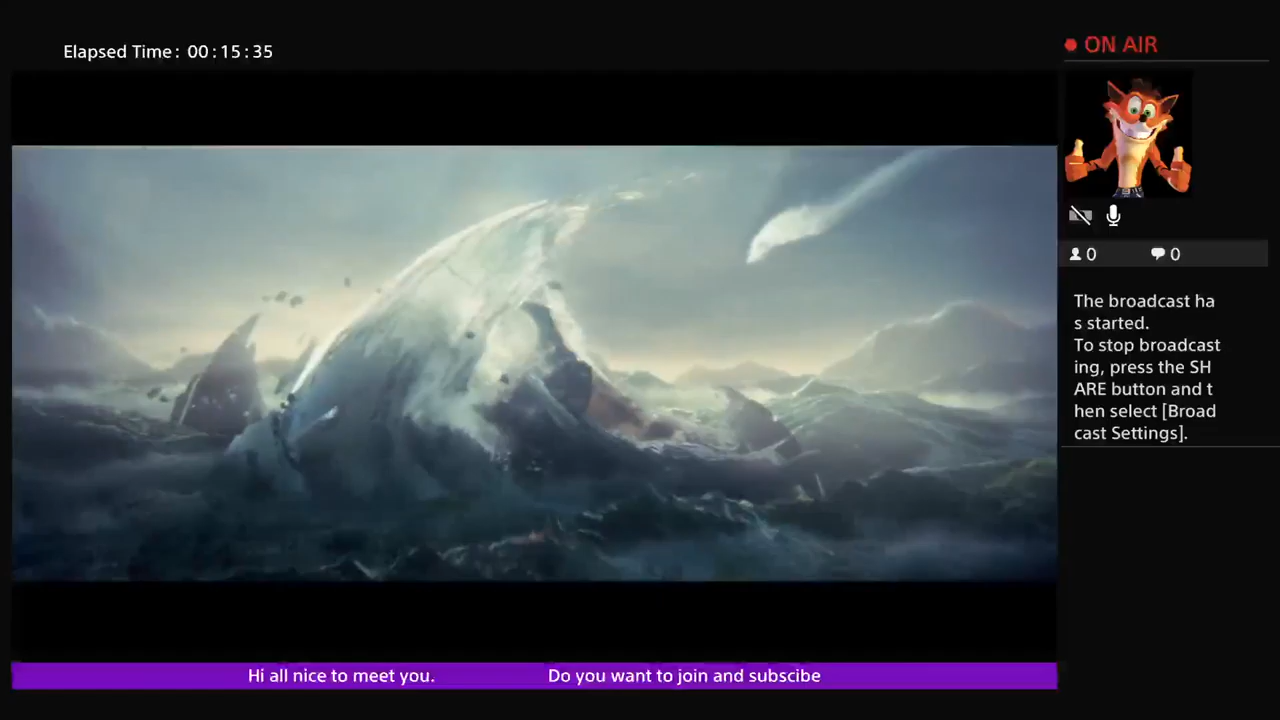 Elapsed Time: 00:15:35
ON AIR
0 0
The broadcast ha
s started.
To stop broadcast
ing, press the SH
ARE button and t
hen select [Broad
cast Settings].
Hi all nice to meet you. Do you want to join and subscibe